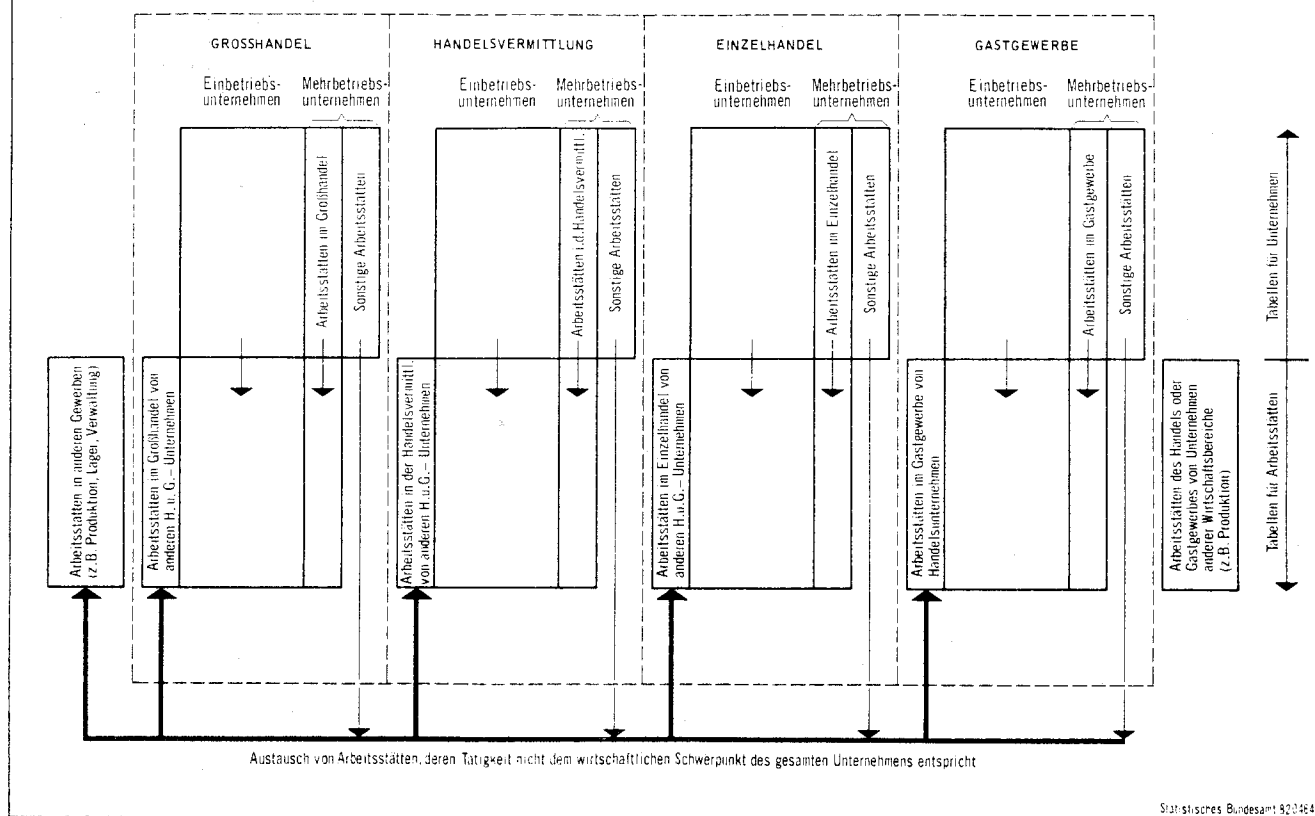 GROSSHANDEL
Einbetriebs-
unternehmen
Mehrbetriebs-
unternehmen
Arbeitsstätten im Großhandel
Sonstige Arbeitsstätten
HANDELSVERMITTLUNG
Einbetriebs-
unternehmen
Mehrbetriebs-
unternehmen
Arbeitsstätten i.d.Handelsvermittl.
Sonstige Arbeitsstätten
EINZELHANDEL
Einbetriebs-
unternehmen
Mehrbetriebs-
unternehmen
Arbeitsstätten im Einzelhandel
Sonstige Arbeitsstätten
GASTGEWERBE
Einbetriebs-
unternehmen
Mehrbetriebs-
unternehmen
Arbeitsstätten im Gastgewerbe
Sonstige Arbeitsstätten
Tabellen für Unternehmen
Arbeitsstätten in anderen Gewerben
(z.B. Produktion, Lager, Verwaltung)
Arbeitsstätten im Großhandel von
anderen H.u.G.– Unternehmen
Arbeitsstätten in der Handelsvermittl.
von anderen H.u.G.– Unternehmen
Arbeitsstätten im Einzelhandel von
anderen H.u.G.– Unternehmen
Arbeitsstätten im Gastgewerbe von
Handelsunternehmen
Arbeitsstätten des Handels oder
Gastgewerbes von Unternehmen
anderer Wirtschaftsbereiche
(z.B. Produktion)
Tabellen für Arbeitsstätten
Austausch von Arbeitsstätten, deren Tätigkeit nicht dem wirtschaftlichen Schwerpunkt des gesamten Unternehmens entspricht
Statistisches Bundesamt